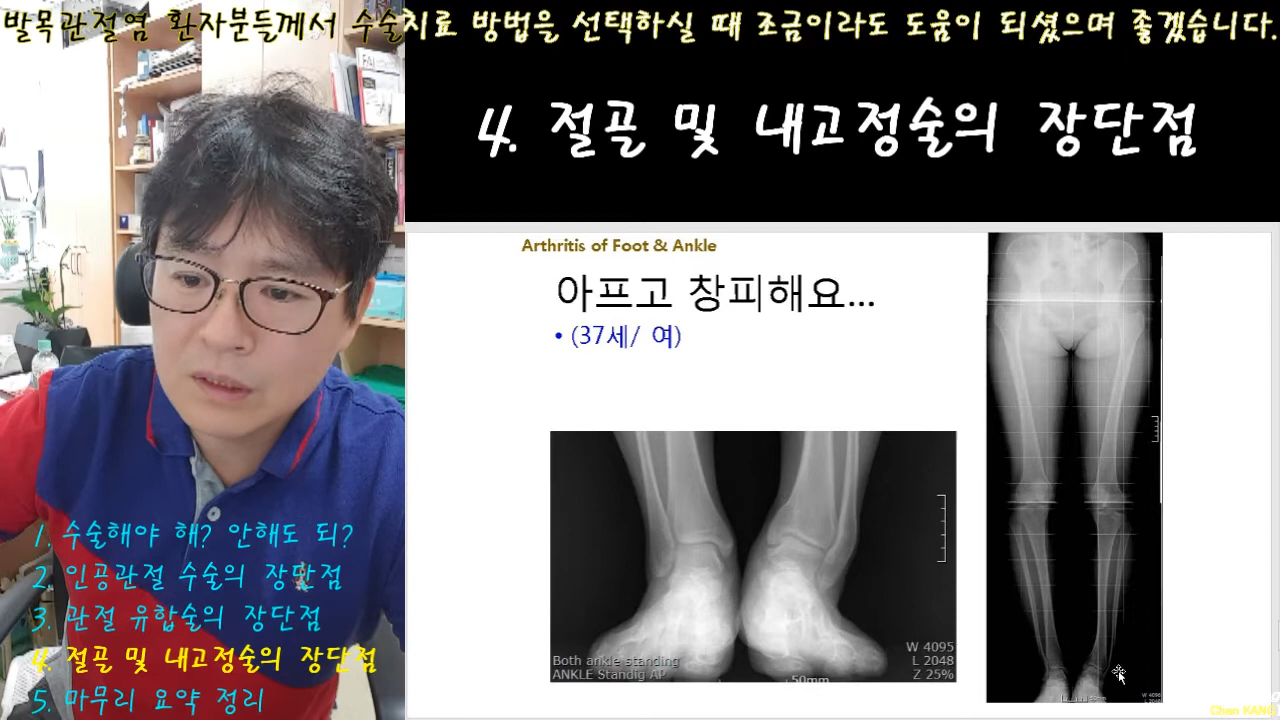 발목관절염 환자분들께서 수술치료 방법을 선택하실 때 조금이라도 도움이 되셨으며 좋겠습니다.
4. 절골 및 내고정술의 장단점
Arthritis of Foot & Ankle
아프고 창피해요...
• (37세/ 여)
1. 수술해야 해? 안해도 되?
2. 인공관절 수술의 장단점
3. 관절 유합술의 장단점
4. 절골 및 내고정술의 장단점
5. 마무리 요약 정리
Both ankle standing
ANKLE Standig AP
50mm
W 4095
L 2048
Z 25%